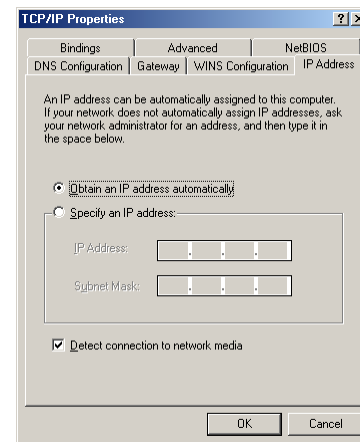 TCP/IP Properties
Bindings Advanced NetBIOS
DNS Configuration Gateway WINS Configuration IP Address
An IP address can be automatically assigned to this computer.
If your network does not automatically assign IP addresses, ask
your network administrator for an address, and then type it in
the space below.
Obtain an IP address automatically
Specify an IP address:
IP Address:
Subnet Mask:
Detect connection to network media
OK Cancel